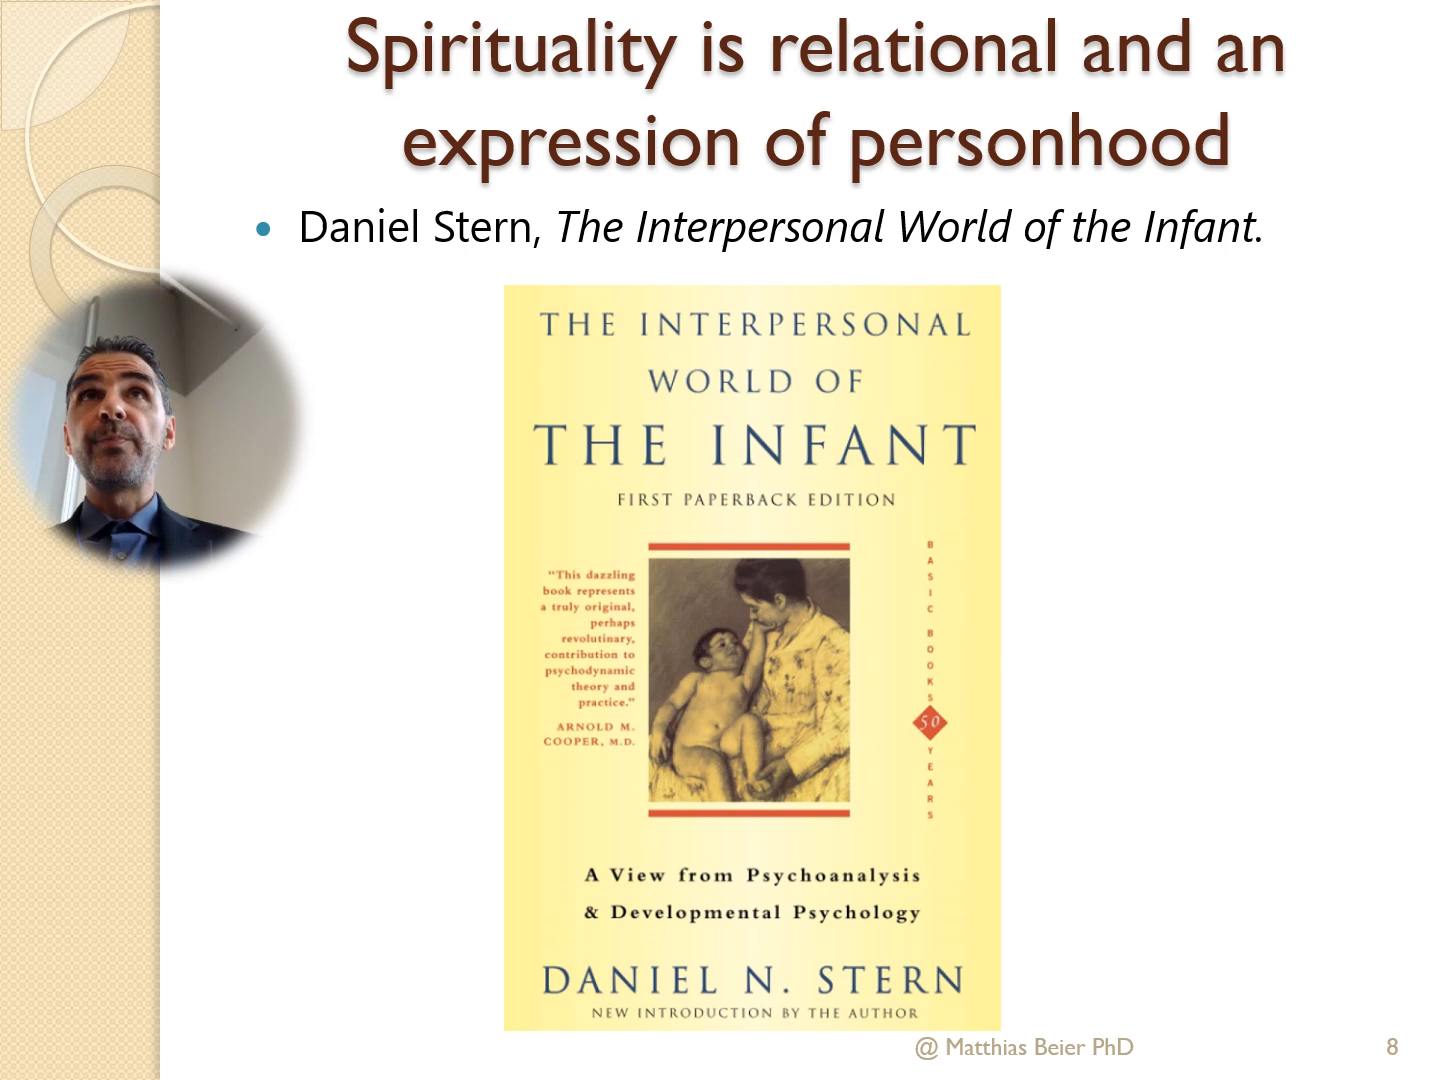 Spirituality is relational and an
expression of personhood
• Daniel Stern, The Interpersonal World of the Infant.
THE INTERPERSONAL
WORLD OF
THE INFANT
FIRST PAPERBACK EDITION
"This dazzling
book represents
a truly original,
perhaps
revolutinary,
contribution to
psychodynamic
theory and
practice."
ARNOLD M.
COOPER, M.D.
BASIC BOOKS
50
YEARS
A View from Psychoanalysis
& Developmental Psychology
DANIEL N. STERN
NEW INTRODUCTION BY THE AUTHOR
@ Matthias Beier PhD
8